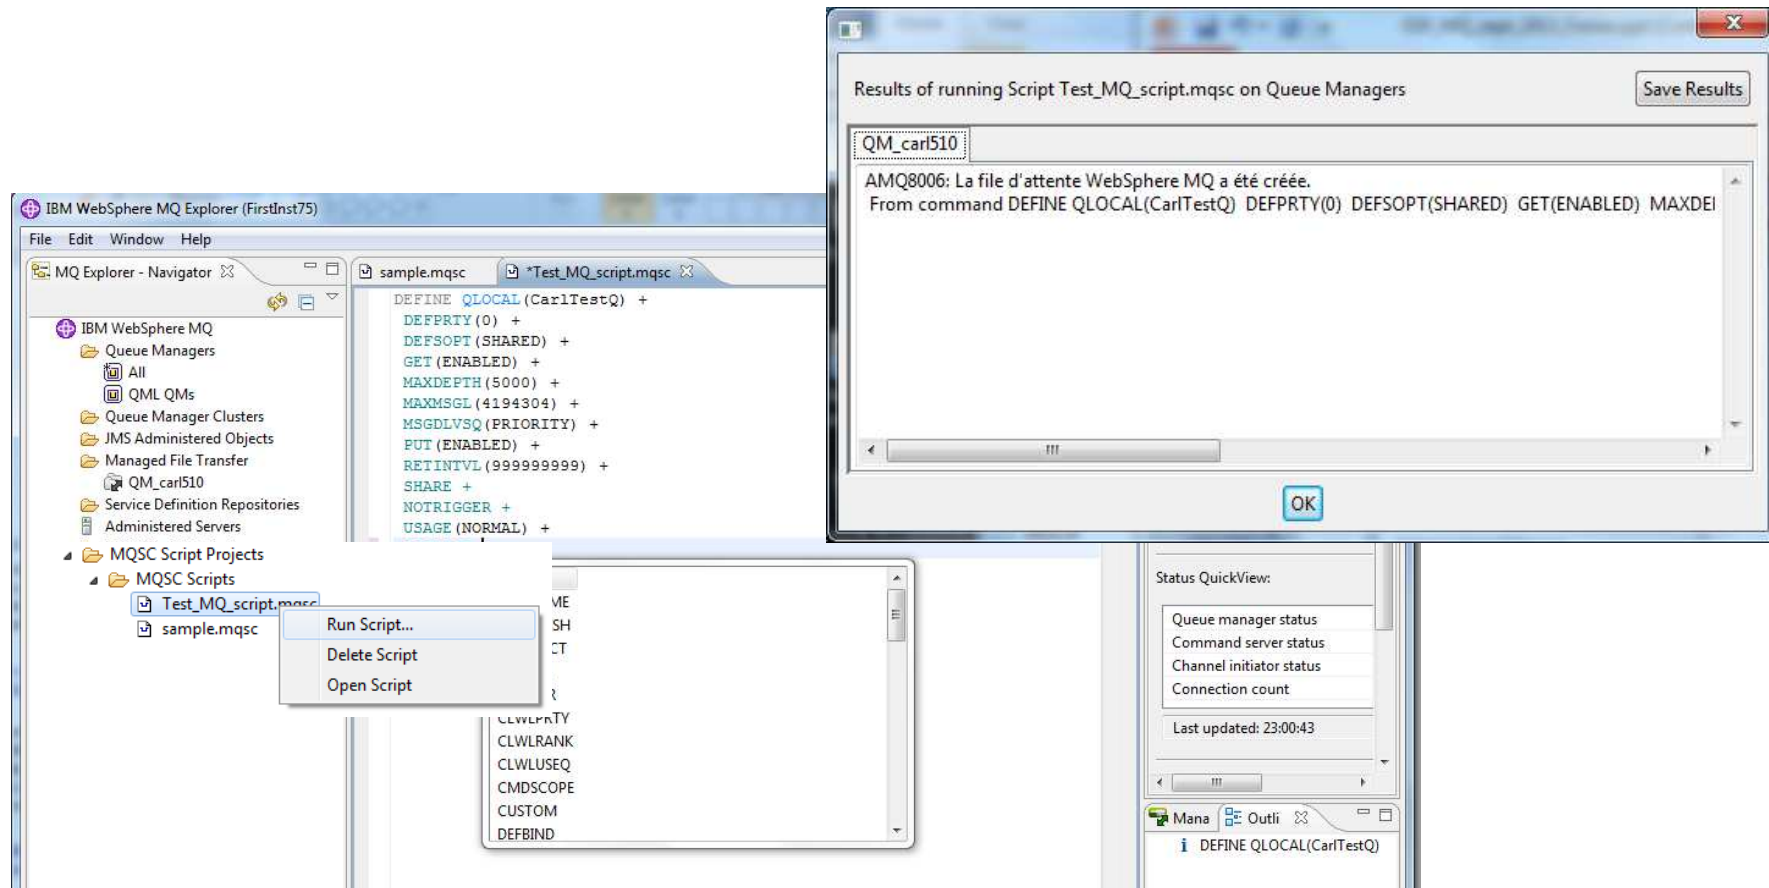 Results of running Script Test_MQ_script.mqsc on Queue Managers
Save Results
QM_carl510
AMQ8006: La file d'attente WebSphere MQ a été créée.
From command DEFINE QLOCAL(CarlTestQ) DEFPRTY(0) DEFSOPT(SHARED) GET(ENABLED) MAXDEI
OK
IBM WebSphere MQ Explorer (FirstInst75)
File Edit Window Help
MQ Explorer - Navigator
IBM WebSphere MQ
Queue Managers
All
QML QMs
Queue Manager Clusters
JMS Administered Objects
Managed File Transfer
QM_carl510
Service Definition Repositories
Administered Servers
MQSC Script Projects
MQSC Scripts
Test_MQ_script.mqsc
sample.mqsc
Run Script...
Delete Script
Open Script
sample.mqsc
*Test_MQ_script.mqsc
DEFINE QLOCAL(CarlTestQ) +
DEFPRTY(0) +
DEFSOPT(SHARED) +
GET(ENABLED) +
MAXDEPTH(5000) +
MAXMSGL(4194304) +
MSGDLVSQ(PRIORITY) +
PUT(ENABLED) +
RETINTVL(999999999) +
SHARE +
NOTRIGGER +
USAGE(NORMAL) +
ME
SH
CT
R
CLWLPRTY
CLWLRANK
CLWLUSEQ
CMDSCOPE
CUSTOM
DEFBIND
Status QuickView:
Queue manager status
Command server status
Channel initiator status
Connection count
Last updated: 23:00:43
Mana
Outli
DEFINE QLOCAL(CarlTestQ)